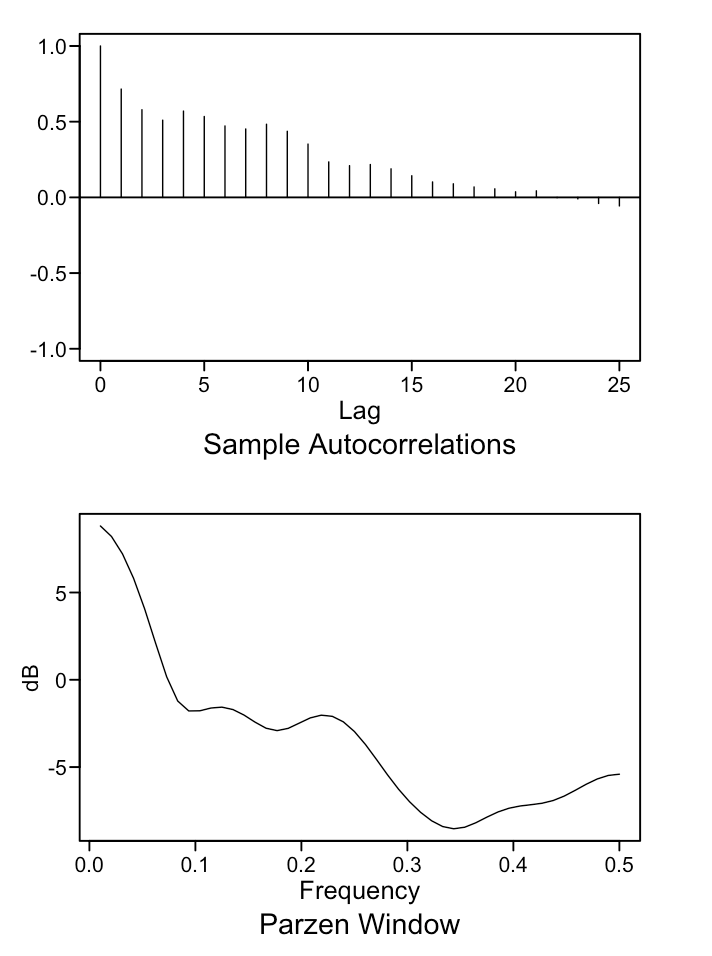 1.0
0.5
0.0
-0.5
-1.0
0 5 10 15 20 25
Lag
Sample Autocorrelations
5
0
-5
dB
0.0 0.1 0.2 0.3 0.4 0.5
Frequency
Parzen Window